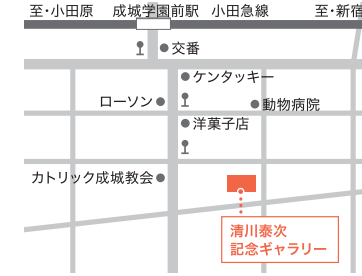 至・小田原 成城学園前駅 小田急線 至・新宿
交番
ケンタッキー
ローソン 動物病院
洋菓子店
カトリック成城教会
清川泰次
記念ギャラリー